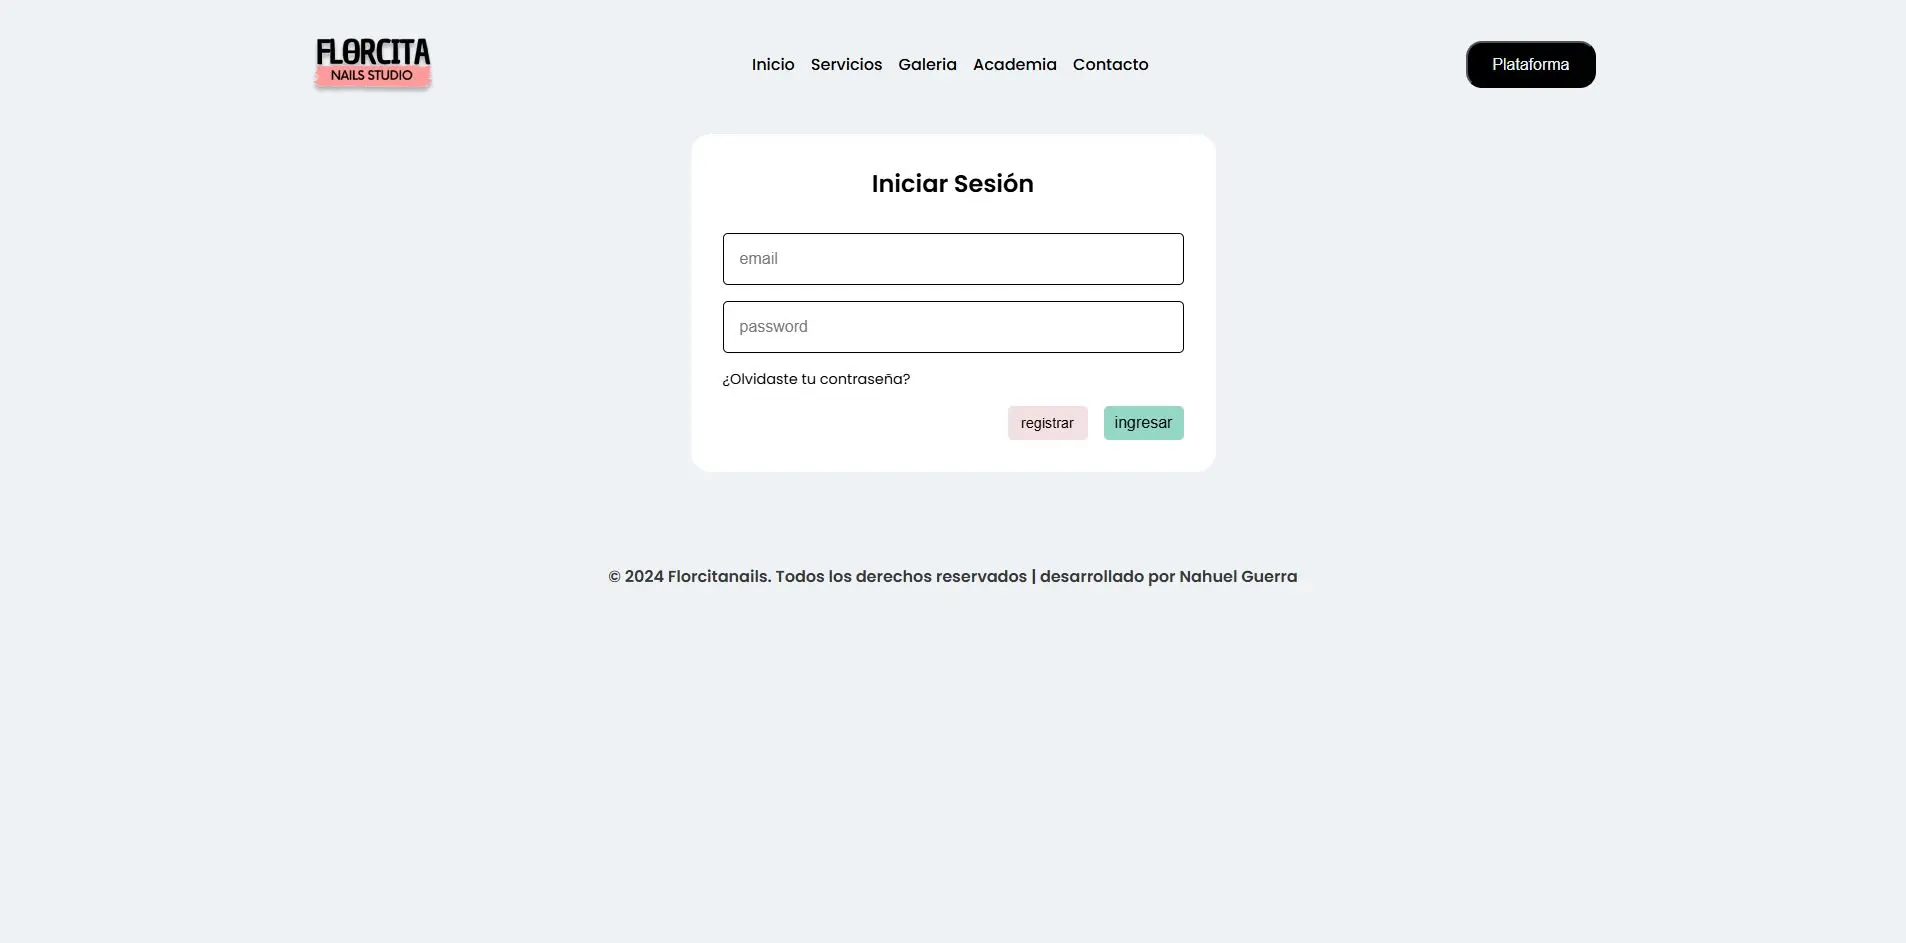 FLORCITA
NAILS STUDIO
Inicio Servicios Galeria Academia Contacto
Plataforma
Iniciar Sesión
email
password
¿Olvidaste tu contraseña?
registrar ingresar
© 2024 Florcitanails. Todos los derechos reservados | desarrollado por Nahuel Guerra